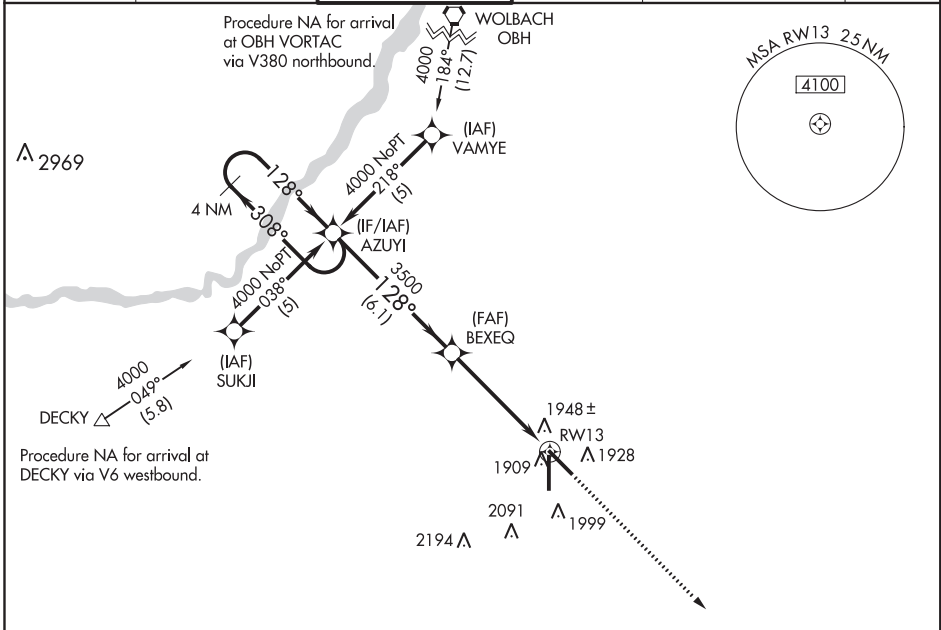 Procedure NA for arrival
at OBH VORTAC
via V380 northbound.
WOLBACH
OBH
4000
184°
(12.7)
MSA RW13 25 NM
4100
2969
(IAF)
VAMYE
4000 NoPT
218°
(5)
128°
4 NM
308°
(IF/IAF)
AZUYI
4000 NoPT
038°
(5)
3500
128°
(6.1)
(FAF)
BEXEQ
(IAF)
SUKJI
4000
049°
(5.8)
DECKY
Procedure NA for arrival at
DECKY via V6 westbound.
1948 ±
RW13
1909
1928
2091
1999
2194